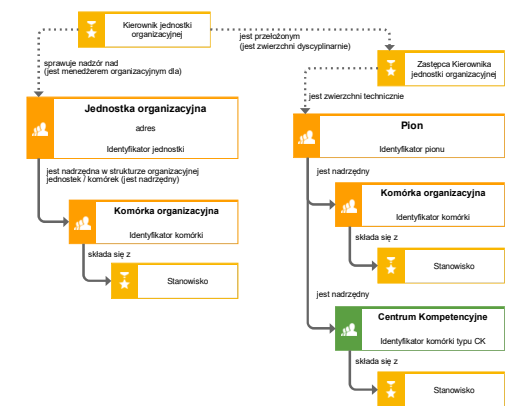 Kierownik jednostki
organizacyjnej
jest przełożonym
(jest zwierzchni dyscyplinarnie)
sprawuje nadzór nad
(jest menedżerem organizacyjnym dla)
Zastępca Kierownika
jednostki organizacyjnej
jest zwierzchni technicznie
Jednostka organizacyjna
adres
Identyfikator jednostki
Pion
Identyfikator pionu
jest nadrzędna w strukturze organizacyjnej
jednostek / komórek (jest nadrzędny)
jest nadrzędny
Komórka organizacyjna
Identyfikator komórki
Komórka organizacyjna
Identyfikator komórki
składa się z
Stanowisko
składa się z
Stanowisko
jest nadrzędny
Centrum Kompetencyjne
Identyfikator komórki typu CK
składa się z
Stanowisko